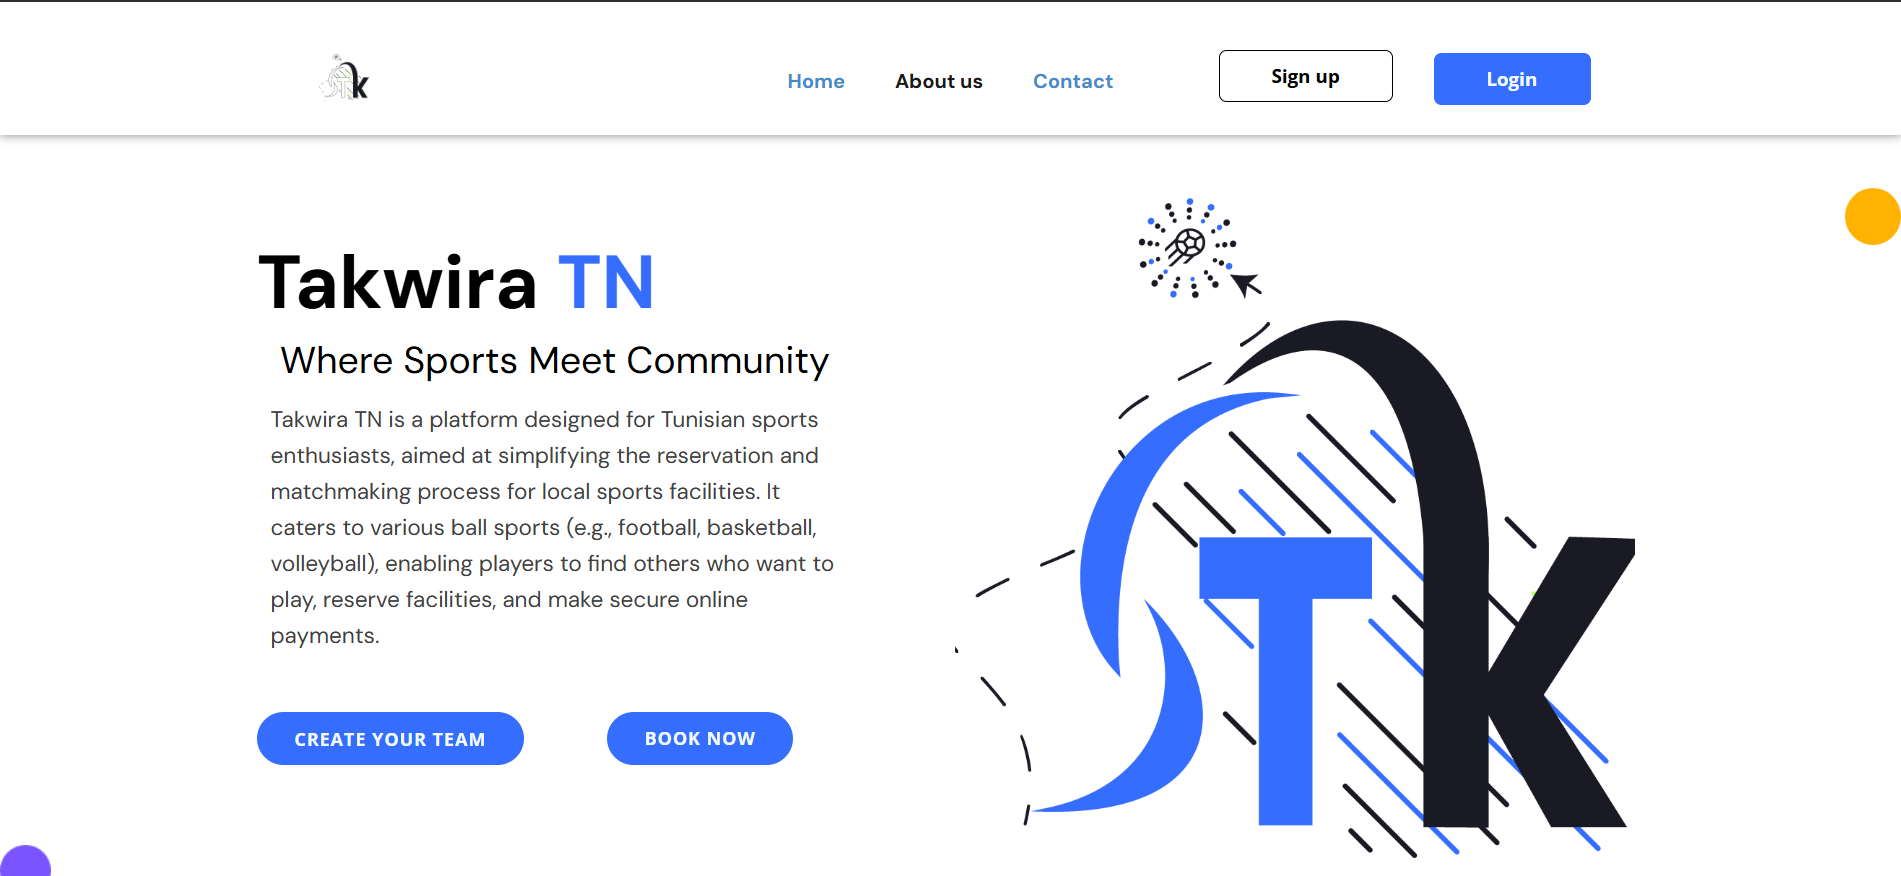 TK
Home
About us
Contact
Sign up
Login
Takwira TN
Where Sports Meet Community
Takwira TN is a platform designed for Tunisian sports
enthusiasts, aimed at simplifying the reservation and
matchmaking process for local sports facilities. It
caters to various ball sports (e.g., football, basketball,
volleyball), enabling players to find others who want to
play, reserve facilities, and make secure online
payments.
CREATE YOUR TEAM
BOOK NOW
TK